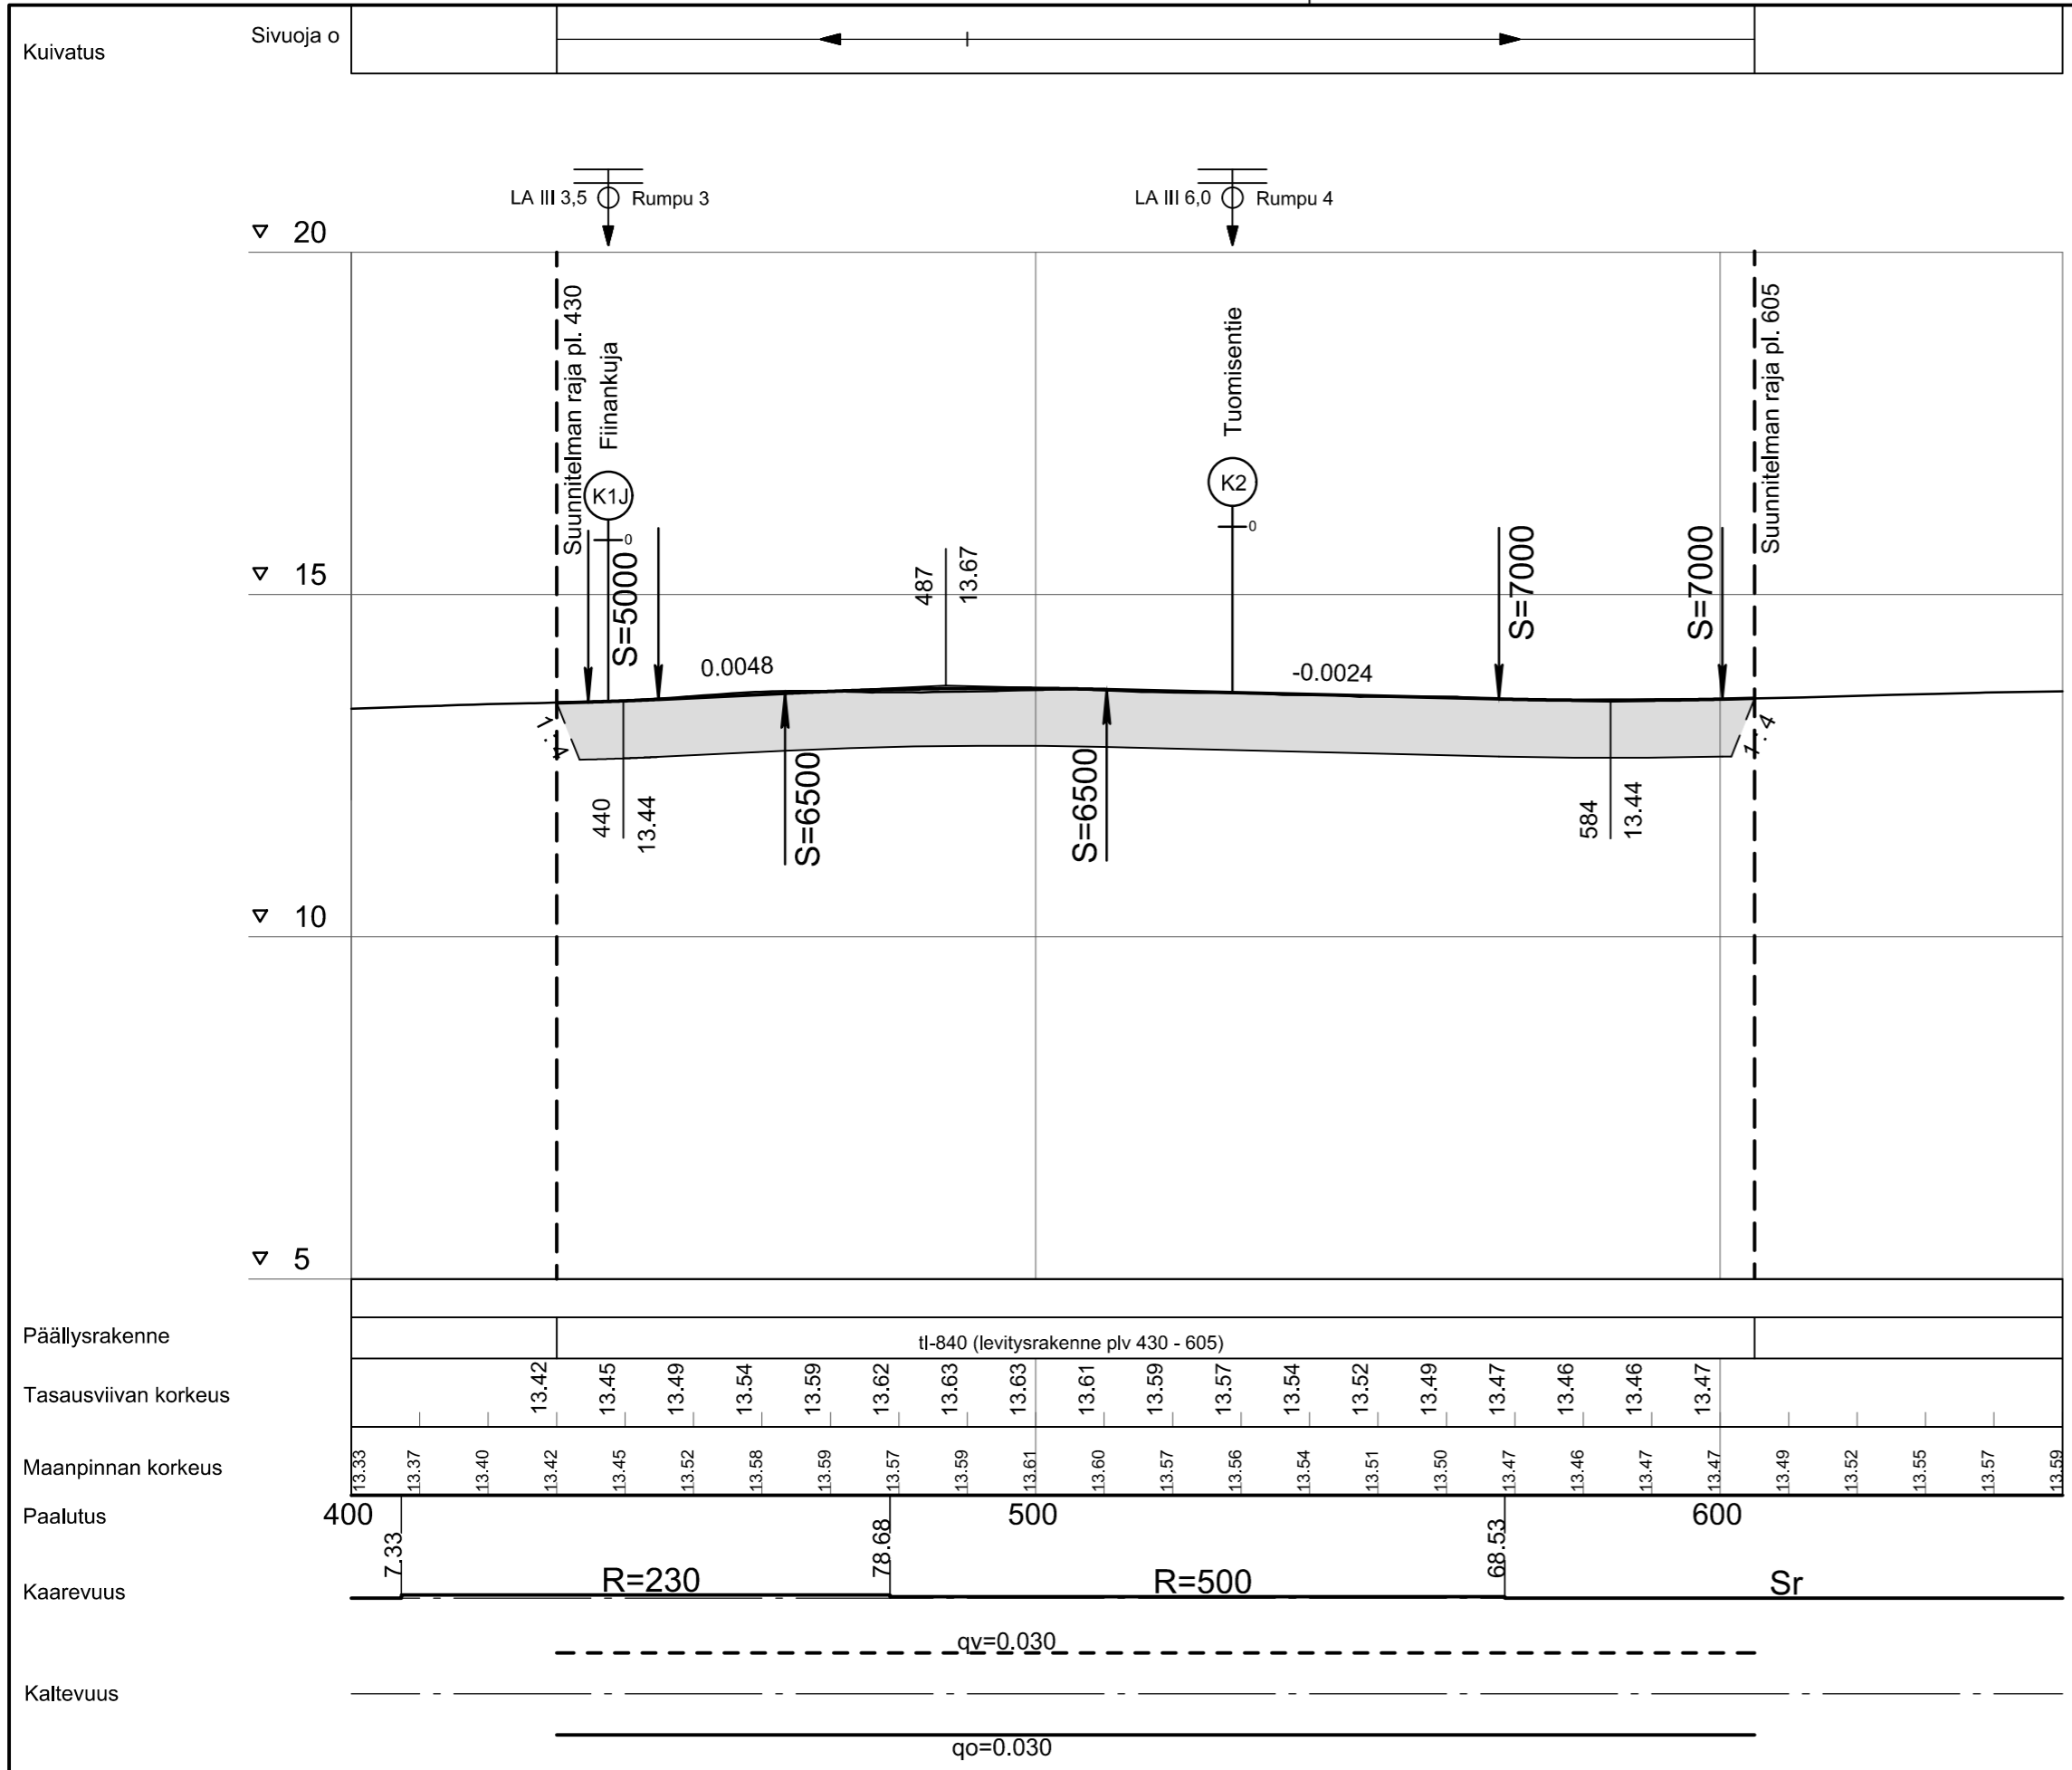 Kuivatus
Sivuoja o
LA III 3,5
Rumpu 3
LA III 6,0
Rumpu 4
20
Suunnitelman raja pl. 430
Fiinankuja
Tuomisentie
Suunnitelman raja pl. 605
K1J
K2
0
0
S=5000
487
13.67
S=7000
S=7000
15
0.0048
-0.0024
1:4
1:4
440
13.44
S=6500
S=6500
584
13.44
10
5
Päällysrakenne
tl-840 (levitysrakenne plv 430 - 605)
Tasausviivan korkeus
13.42 13.45 13.49 13.54 13.59 13.62 13.63 13.63 13.61 13.59 13.57 13.54 13.52 13.49 13.47 13.46 13.46 13.47
Maanpinnan korkeus
13.33 13.37 13.40 13.42 13.45 13.52 13.58 13.59 13.57 13.59 13.61 13.60 13.57 13.56 13.54 13.51 13.50 13.47 13.46 13.47 13.47 13.49 13.52 13.55 13.57 13.59
Paalutus
400 500 600
7.33
78.68
68.53
Kaarevuus
R=230
R=500
Sr
qv=0.030
Kaltevuus
qo=0.030